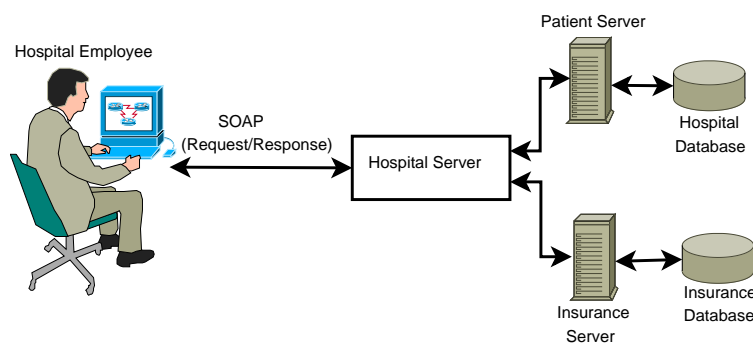 Patient Server
Hospital Employee
SOAP
(Request/Response)
Hospital Server
Hospital
Database
Insurance
Server
Insurance
Database